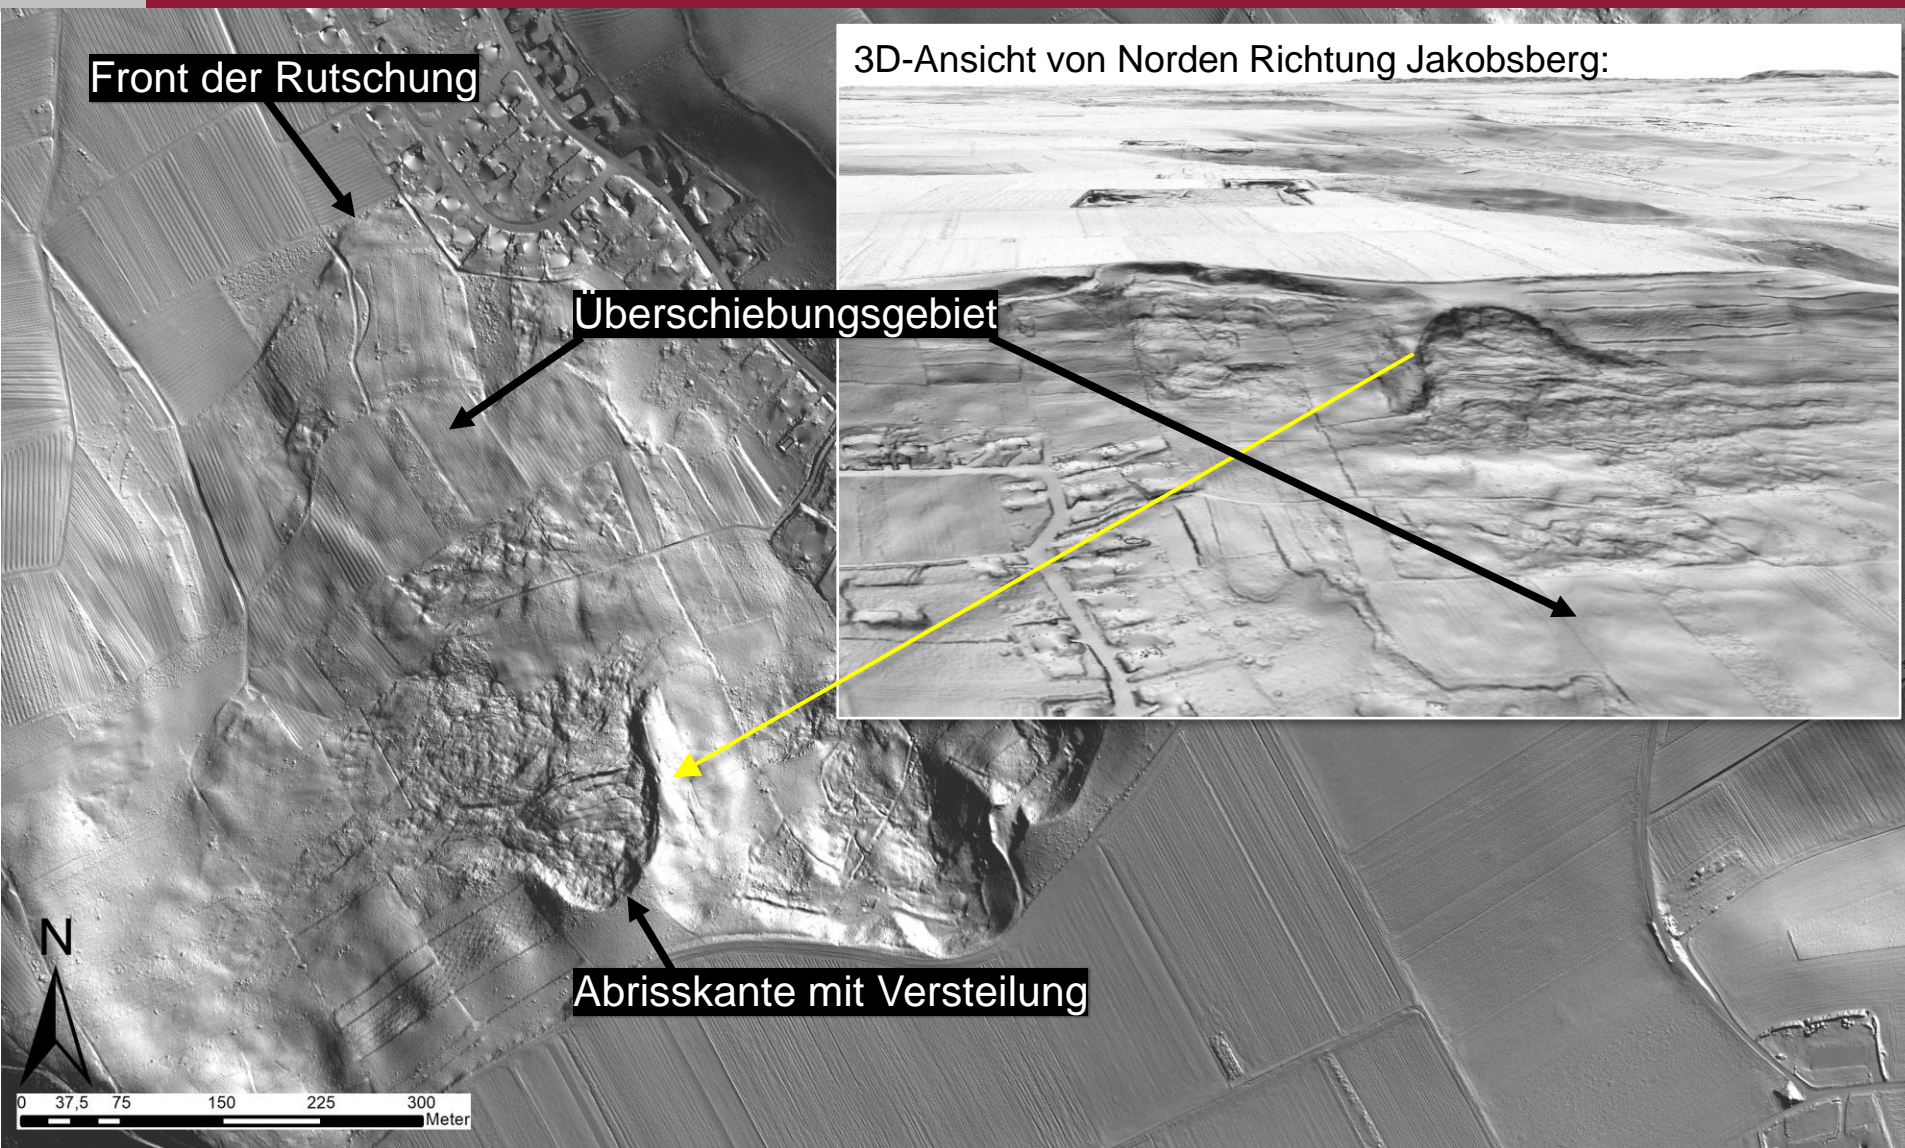 3D-Ansicht von Norden Richtung Jakobsberg:
Front der Rutschung
Überschiebungsgebiet
Abrisskante mit Versteilung
N
0 37,5 75 150 225 300
Meter